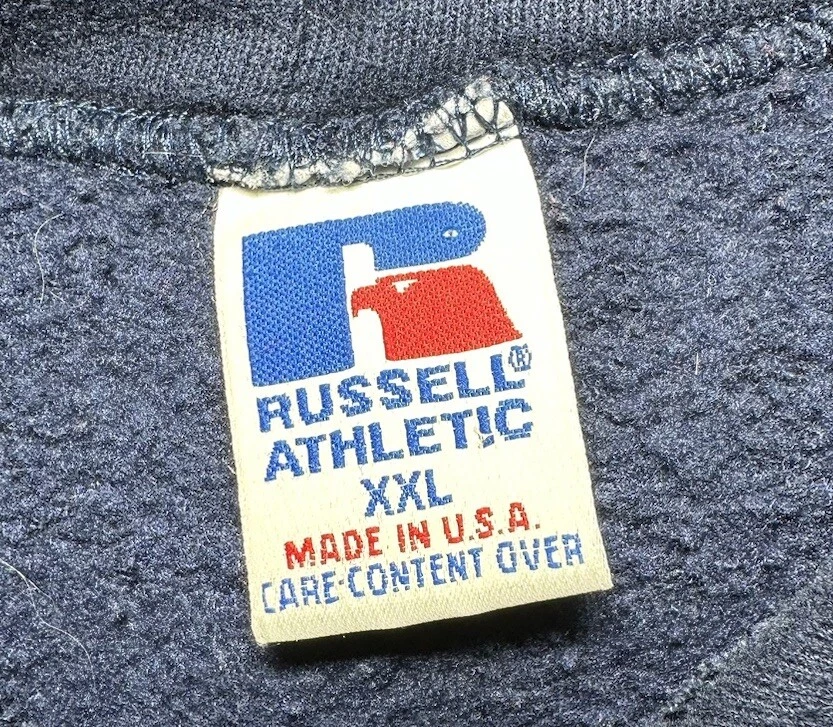 RUSSELL®
ATHLETIC
XXL
MADE IN U.S.A.
CARE·CONTENT OVER